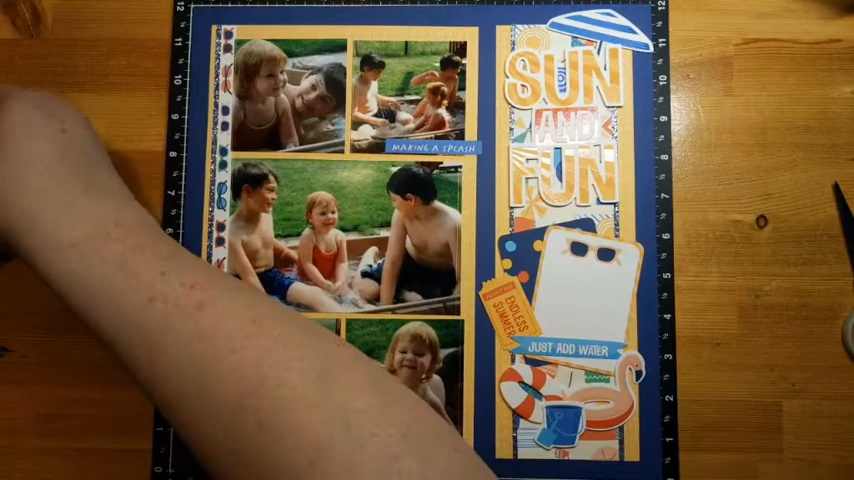 SUN
AND
FUN
MAKING A SPLASH
ENDLESS
SUMMER
JUST ADD WATER